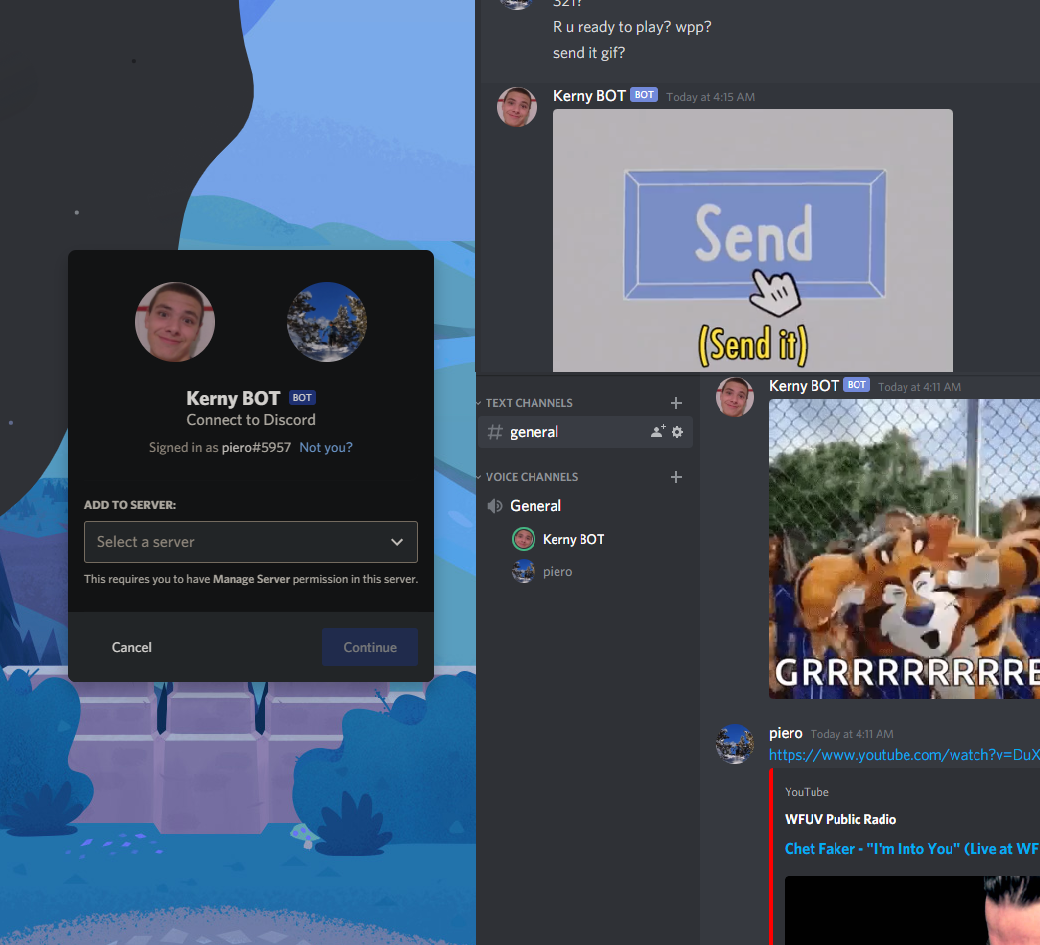 Kerny BOT BOT
Connect to Discord
Signed in as piero#5957 Not you?
ADD TO SERVER:
Select a server
This requires you to have Manage Server permission in this server.
Cancel
Continue
321?
R u ready to play? wpp?
send it gif?
Kerny BOT BOT Today at 4:15 AM
Send
(Send it)
TEXT CHANNELS
general
VOICE CHANNELS
General
Kerny BOT
piero
Kerny BOT BOT Today at 4:11 AM
GRRRRRRRRE
piero Today at 4:11 AM
https://www.youtube.com/watch?v=DuX
YouTube
WFUV Public Radio
Chet Faker - "I'm Into You" (Live at WF